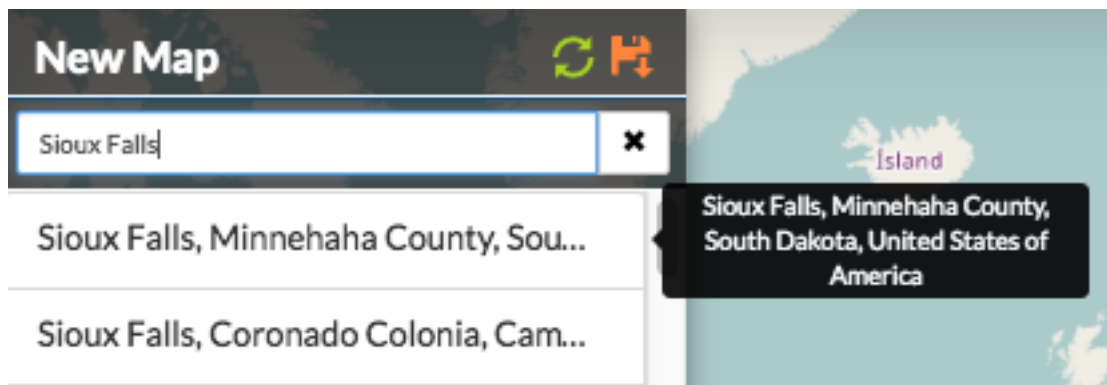 New Map
Sioux Falls
Ísland
Sioux Falls, Minnehaha County, Sou...
Sioux Falls, Minnehaha County,
South Dakota, United States of
America
Sioux Falls, Coronado Colonia, Cam...